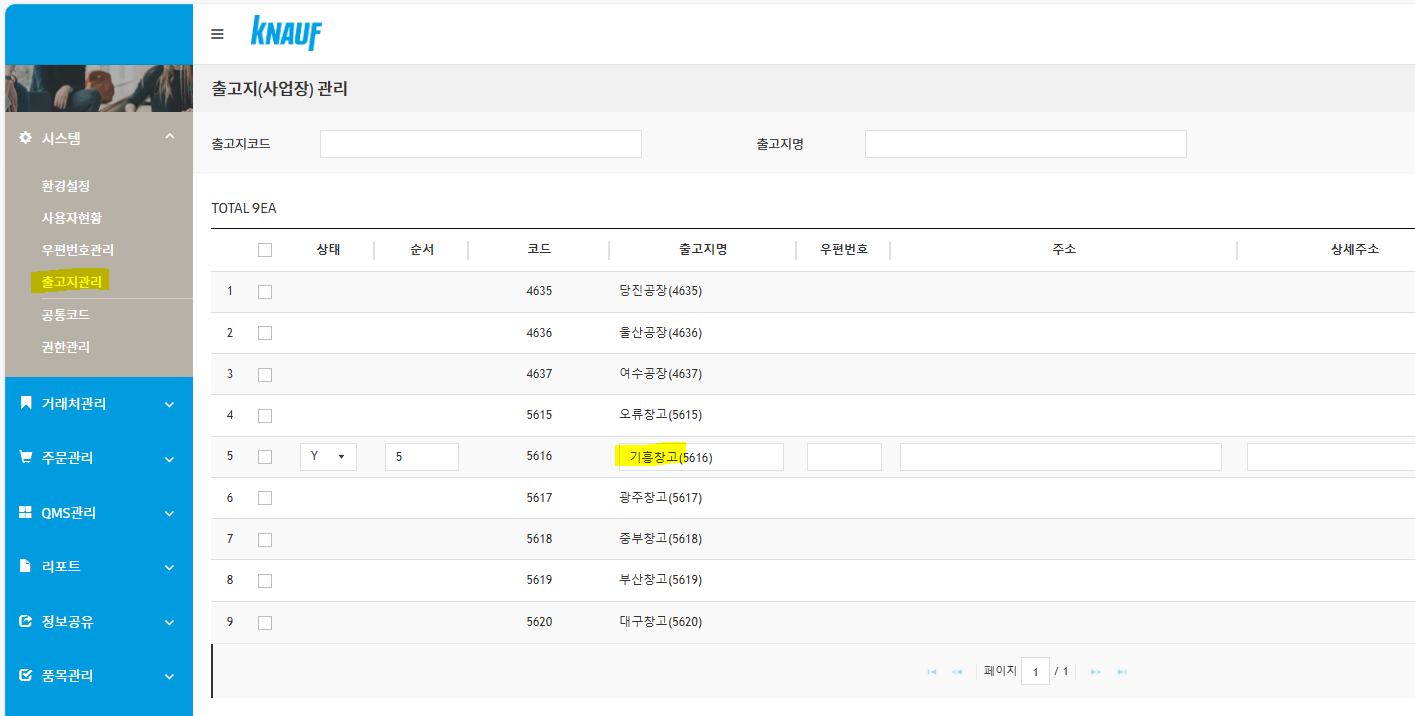 KNAUF
출고지(사업장) 관리
시스템
환경설정
사용자현황
우편번호관리
출고지관리
공통코드
권한관리
거래처관리
주문관리
QMS관리
리포트
정보공유
품목관리
출고지코드 출고지명
TOTAL 9EA
상태 순서 코드 출고지명 우편번호 주소 상세주소
1 4635 당진공장(4635)
2 4636 울산공장(4636)
3 4637 여수공장(4637)
4 5615 오류창고(5615)
5 Y 5 5616 기흥창고(5616)
6 5617 광주창고(5617)
7 5618 중부창고(5618)
8 5619 부산창고(5619)
9 5620 대구창고(5620)
페이지 1 / 1